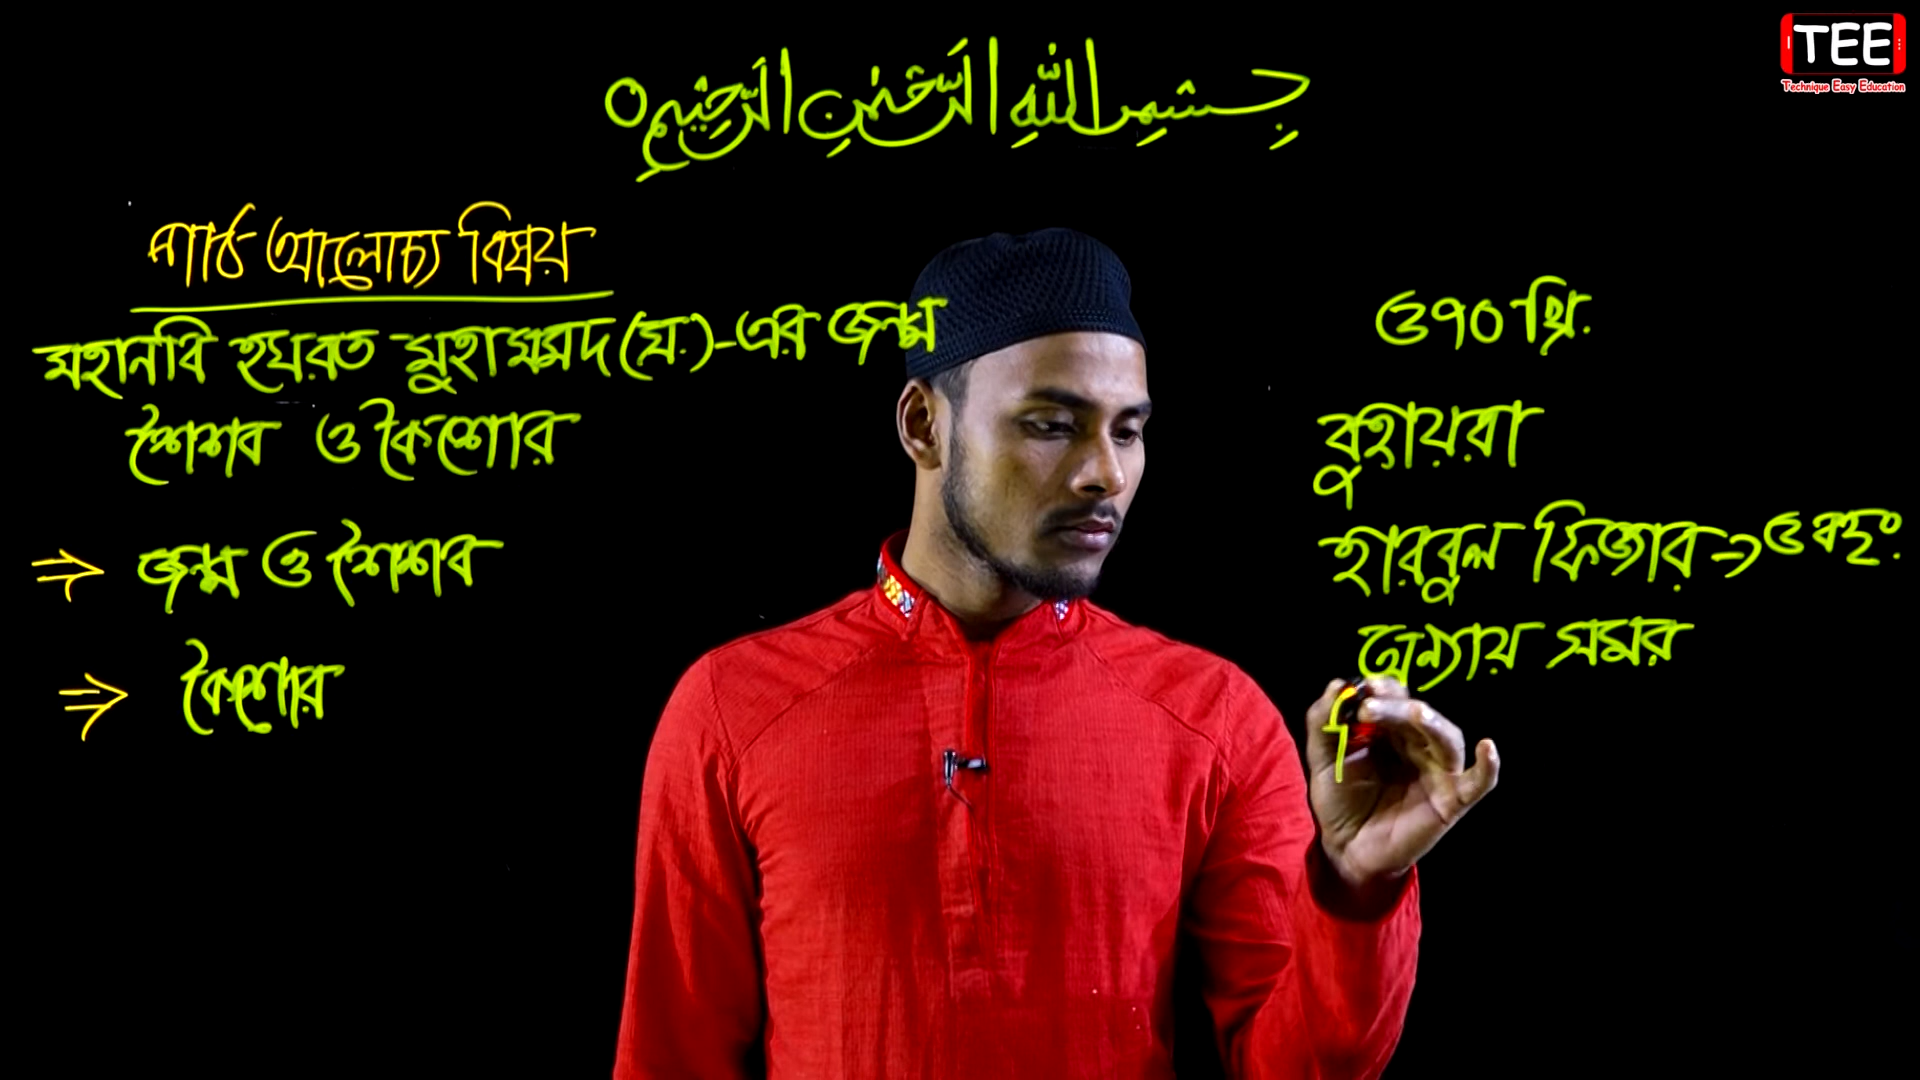 TEE
Technique Easy Education
بِسْمِ اللّٰهِ الرَّحْمٰنِ الرَّحِيْمِ ○
পাঠ আলোচ্য বিষয়
মহানবি হযরত মুহাম্মদ (স.)-এর জন্ম
শৈশব ও কৈশোর
⇒ জন্ম ও শৈশব
⇒ কৈশোর
৫৭০ খ্রি.
বুহায়রা
হারবুল ফিজার → ৫ বছর
অন্যায় সমর